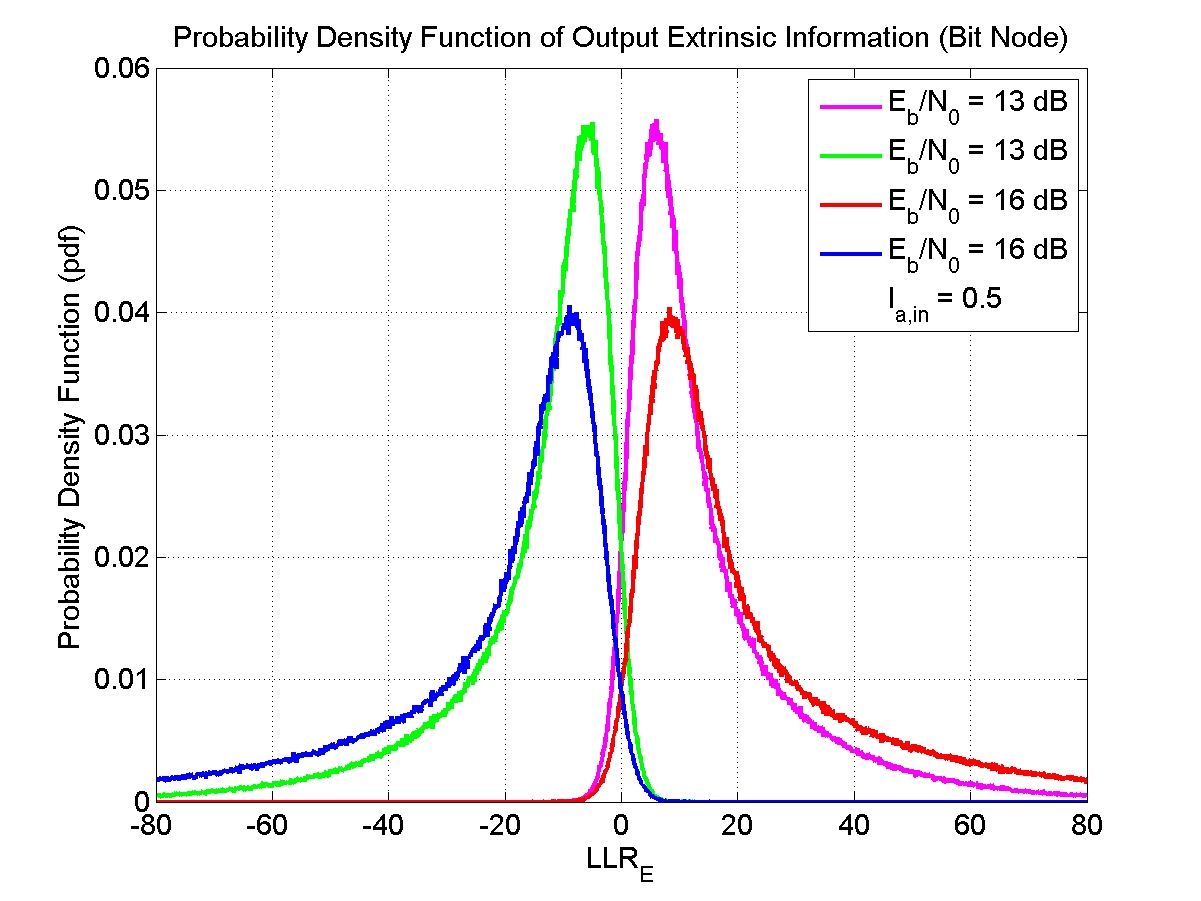 Probability Density Function of Output Extrinsic Information (Bit Node)
0.06
0.05
0.04
0.03
0.02
0.01
0
Probability Density Function (pdf)
E_b/N_0 = 13 dB
E_b/N_0 = 13 dB
E_b/N_0 = 16 dB
E_b/N_0 = 16 dB
I_a,in = 0.5
-80 -60 -40 -20 0 20 40 60 80
LLR_E